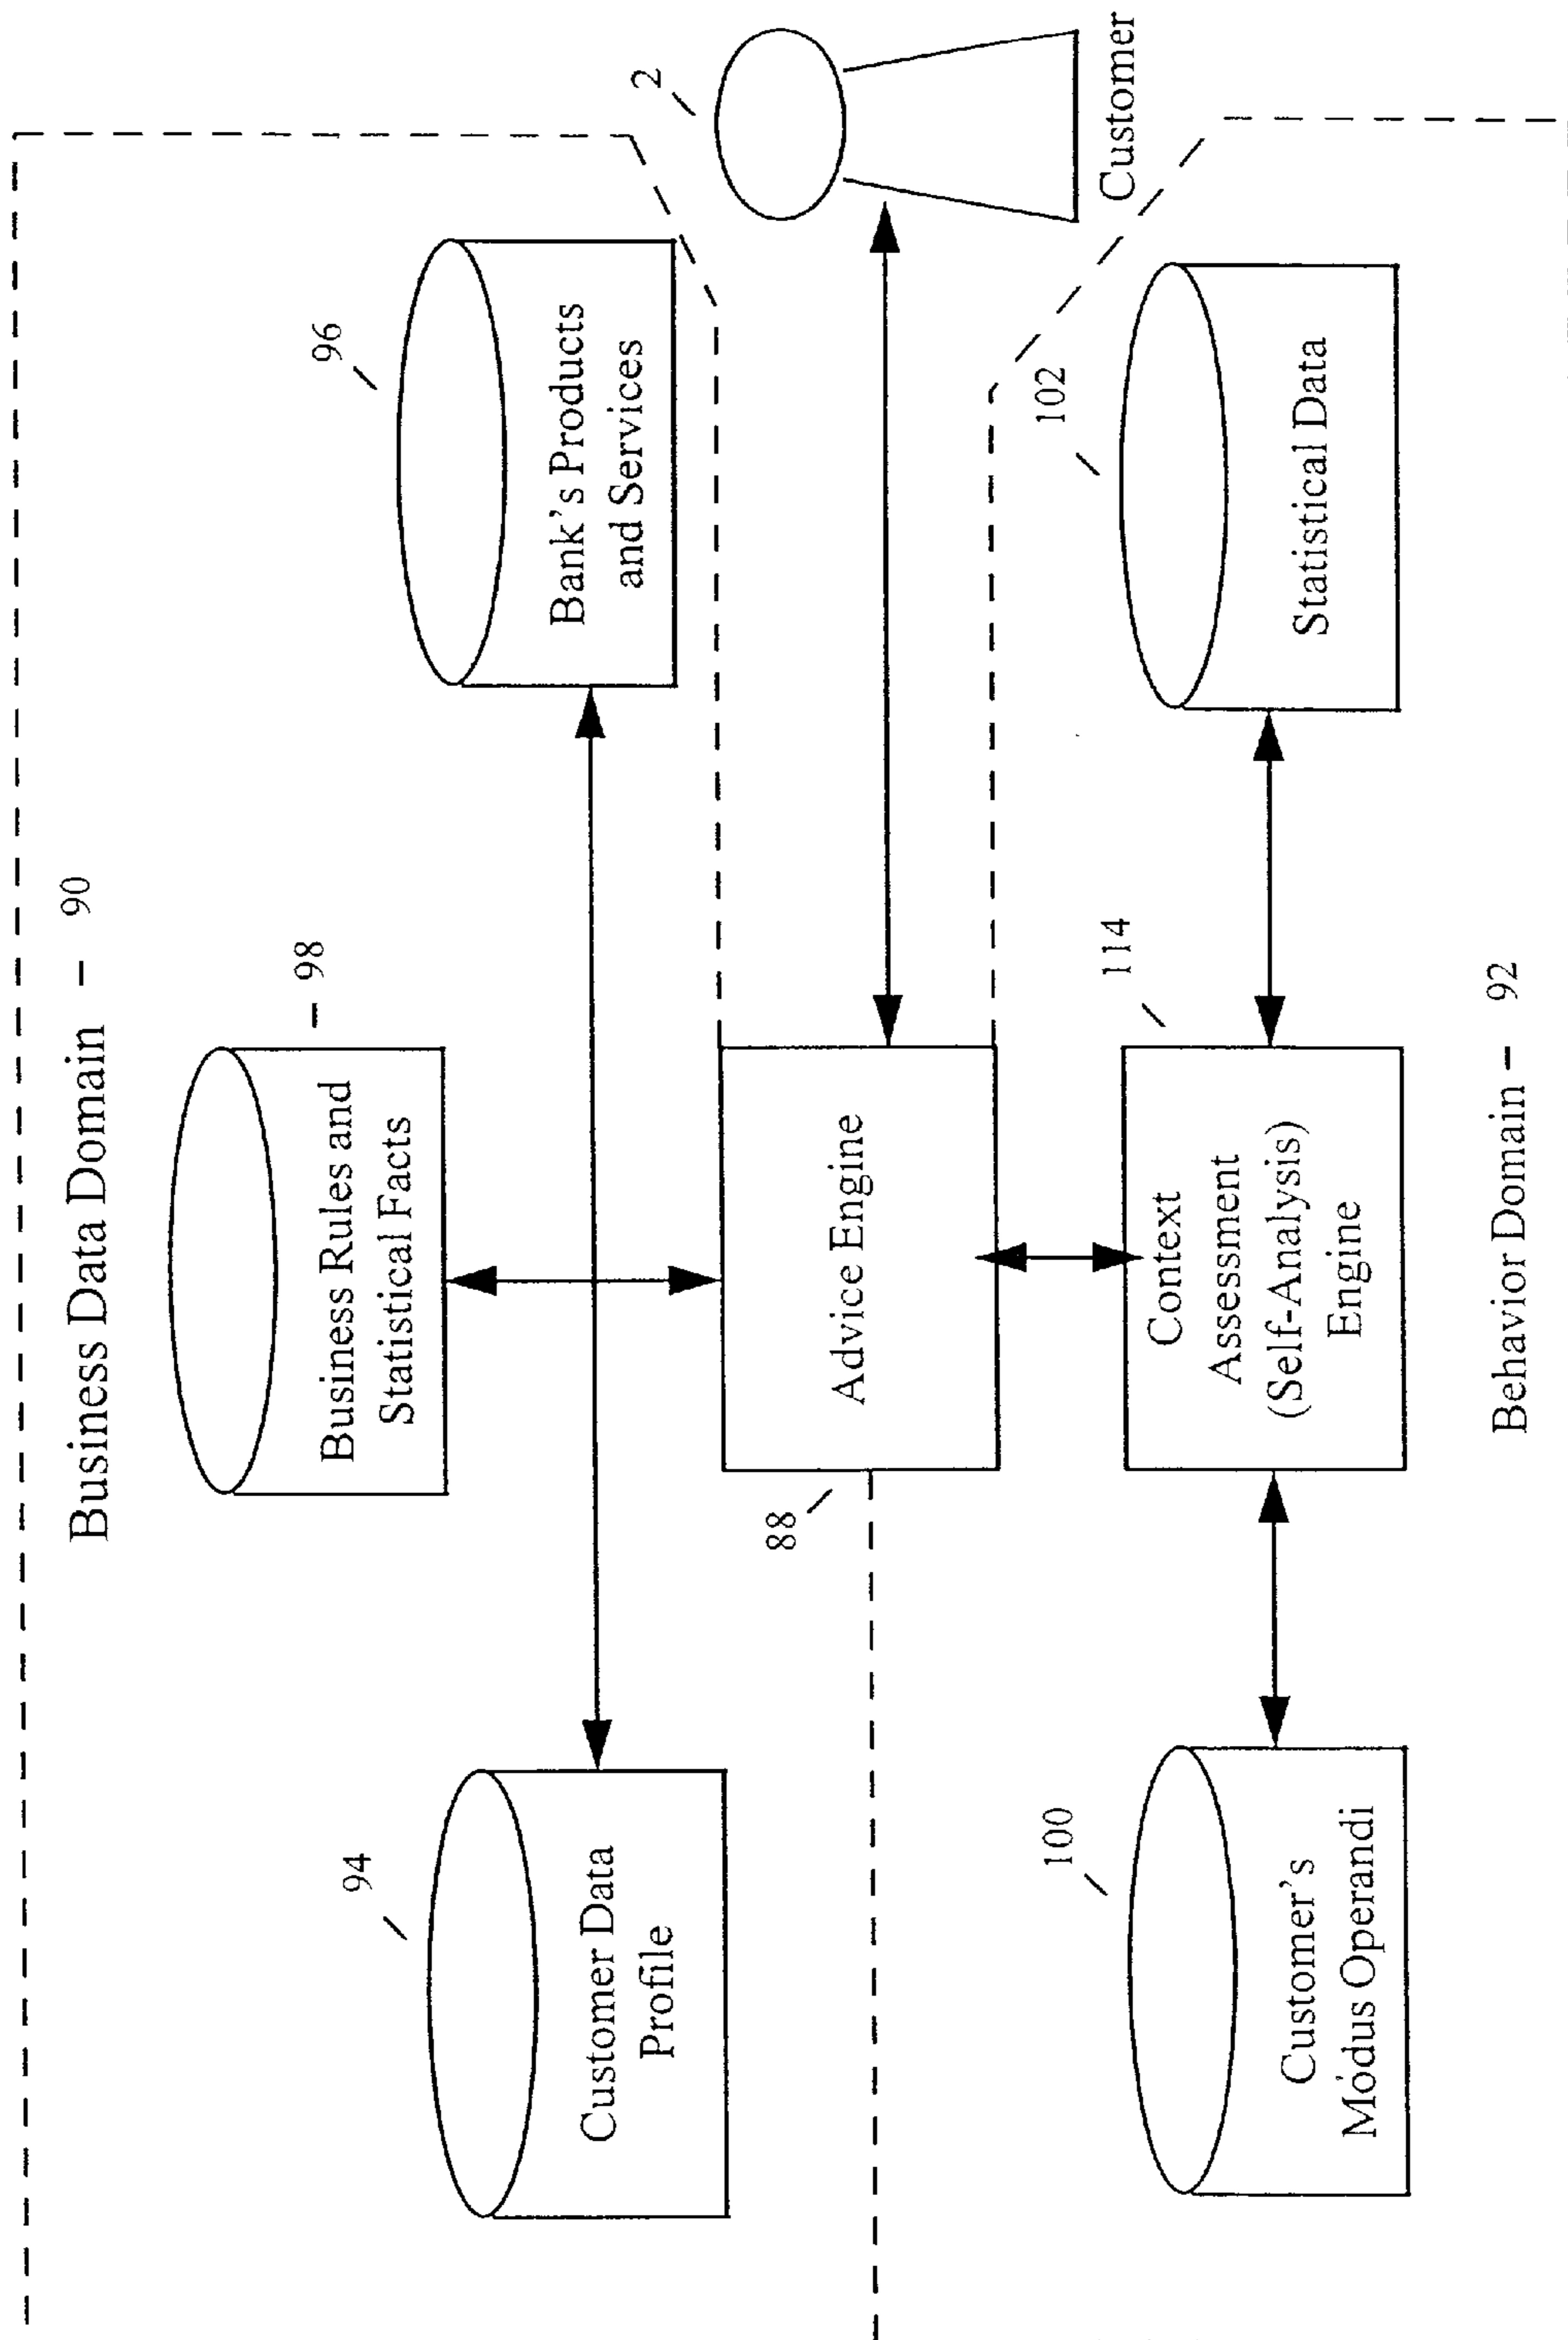 Business Data Domain – 90
98
Business Rules and
Statistical Facts
94
Customer Data
Profile
96
Bank's Products
and Services
2
Customer
88
Advice Engine
114
Context
Assessment
(Self-Analysis)
Engine
100
Customer's
Modus Operandi
102
Statistical Data
Behavior Domain – 92